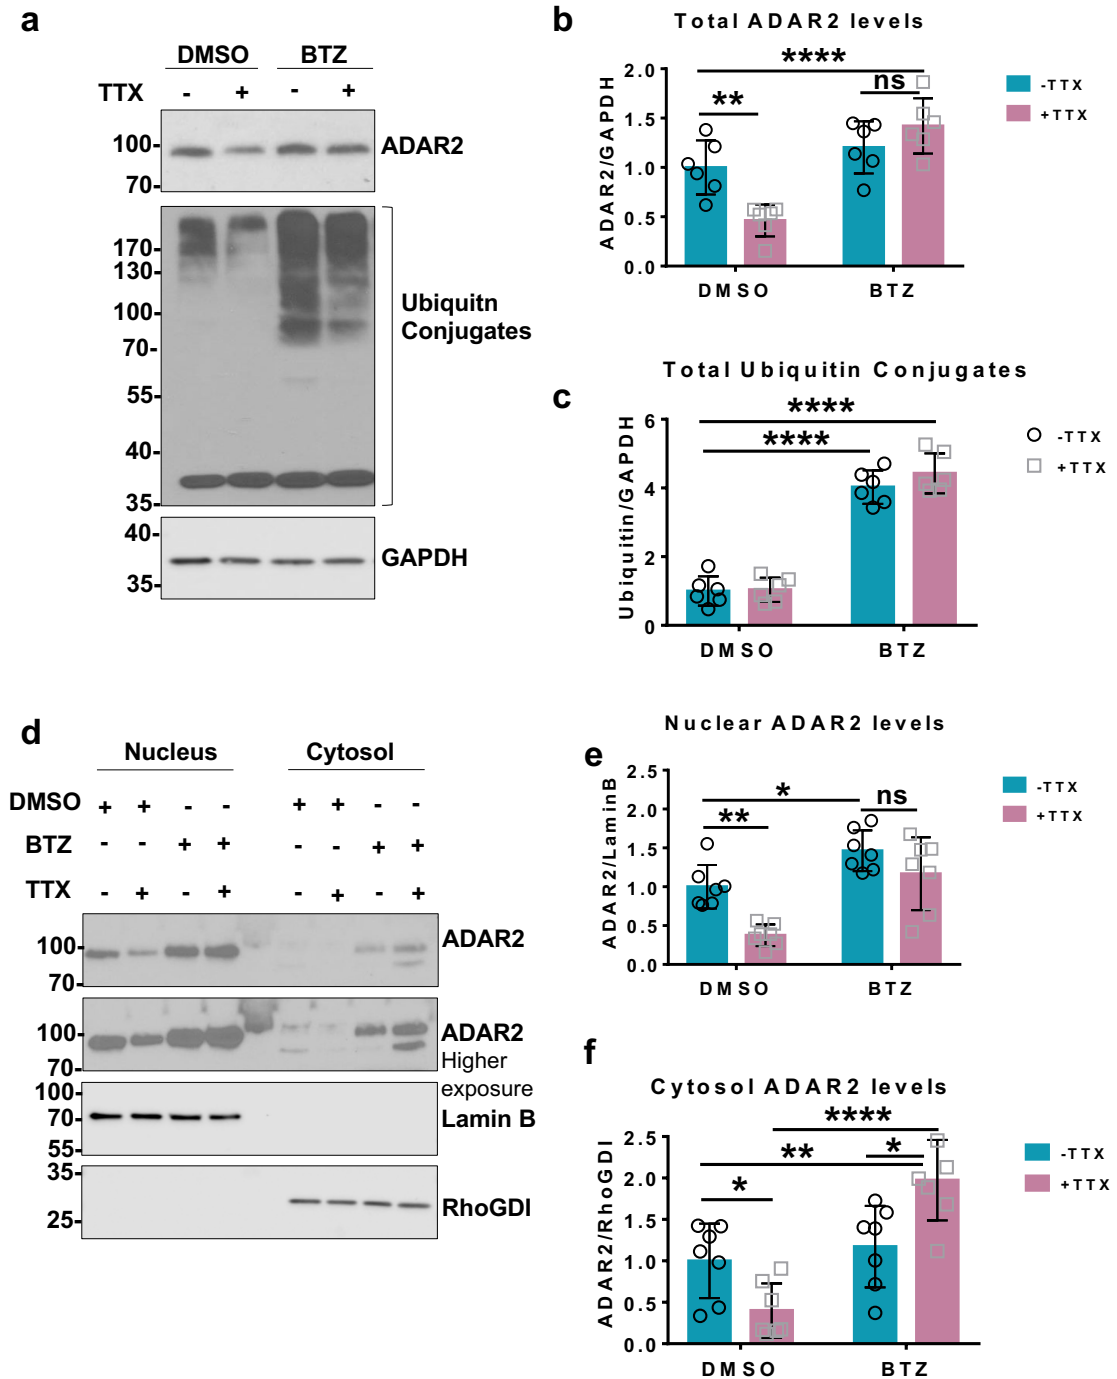 a
DMSO BTZ
TTX - + - +
100
70
ADAR2
170
130
100
70
55
40
35
Ubiquitn
Conjugates
40
35
GAPDH
b
Total ADAR2 levels
ADAR2/GAPDH
2.0
1.5
1.0
0.5
0.0
**
****
ns
DMSO BTZ
-TTX
+TTX
c
Total Ubiquitin Conjugates
Ubiquitin/GAPDH
6
4
2
0
****
****
DMSO BTZ
-TTX
+TTX
d
Nucleus Cytosol
DMSO + + - - + + - -
BTZ - - + + - - + +
TTX - + - + - + - +
100
70
ADAR2
100
70
ADAR2
Higher
exposure
100
70
55
Lamin B
35
25
RhoGDI
e
Nuclear ADAR2 levels
ADAR2/LaminB
2.5
2.0
1.5
1.0
0.5
0.0
*
**
ns
DMSO BTZ
-TTX
+TTX
f
Cytosol ADAR2 levels
ADAR2/RhoGDI
2.5
2.0
1.5
1.0
0.5
0.0
****
**
*
*
DMSO BTZ
-TTX
+TTX